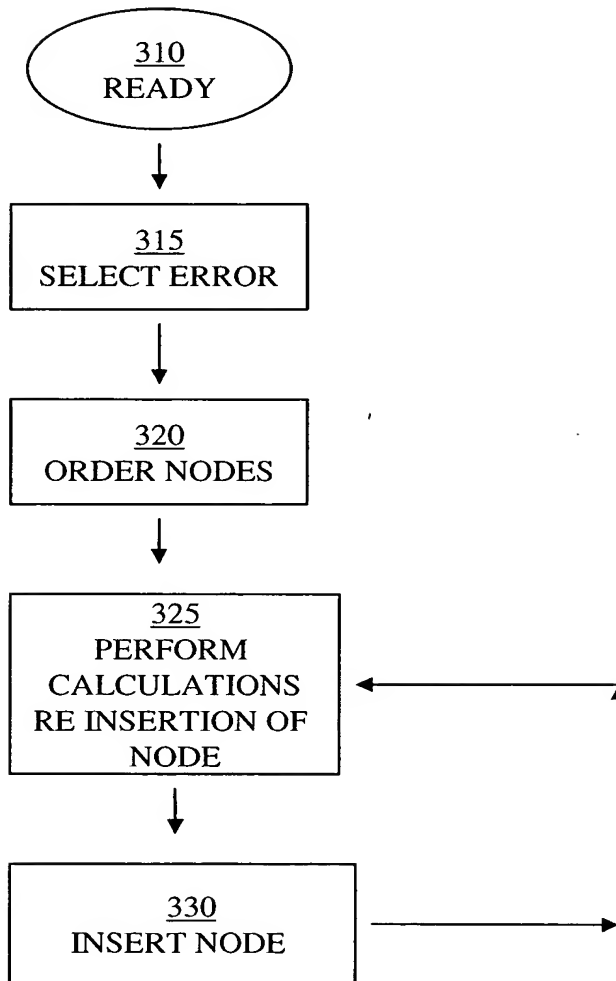 310
READY
315
SELECT ERROR
320
ORDER NODES
325
PERFORM
CALCULATIONS
RE INSERTION OF
NODE
330
INSERT NODE